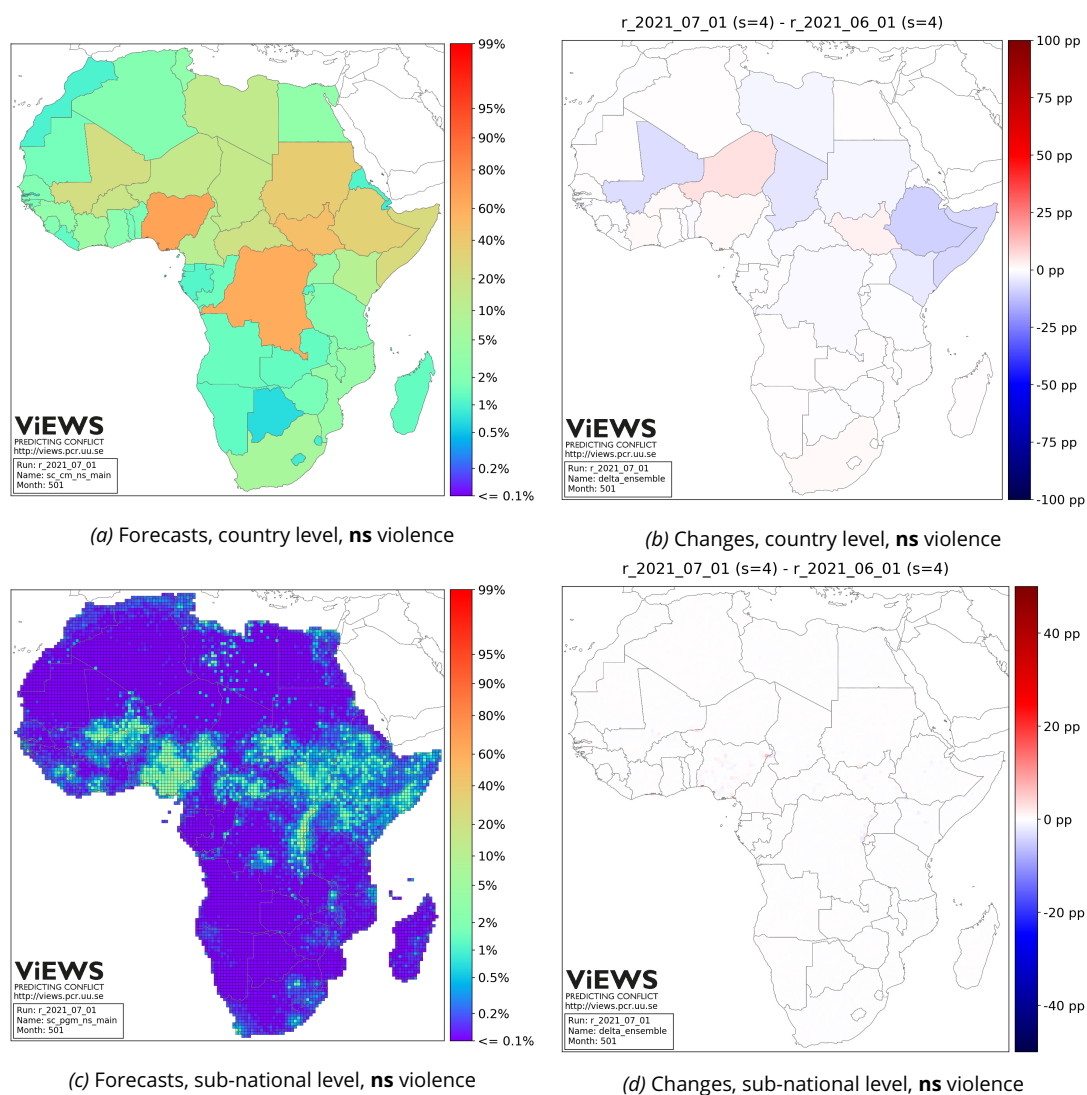 99%
95%
90%
80%
60%
40%
20%
10%
5%
2%
1%
0.5%
0.2%
<= 0.1%
ViEWS
PREDICTING CONFLICT
http://views.pcr.uu.se
Run: r_2021_07_01
Name: sc_cm_ns_main
Month: 501
(a) Forecasts, country level, ns violence
r_2021_07_01 (s=4) - r_2021_06_01 (s=4)
100 pp
75 pp
50 pp
25 pp
0 pp
-25 pp
-50 pp
-75 pp
-100 pp
ViEWS
PREDICTING CONFLICT
http://views.pcr.uu.se
Run: r_2021_07_01
Name: delta_ensemble
Month: 501
(b) Changes, country level, ns violence
99%
95%
90%
80%
60%
40%
20%
10%
5%
2%
1%
0.5%
0.2%
<= 0.1%
ViEWS
PREDICTING CONFLICT
http://views.pcr.uu.se
Run: r_2021_07_01
Name: sc_pgm_ns_main
Month: 501
(c) Forecasts, sub-national level, ns violence
r_2021_07_01 (s=4) - r_2021_06_01 (s=4)
40 pp
20 pp
0 pp
-20 pp
-40 pp
ViEWS
PREDICTING CONFLICT
http://views.pcr.uu.se
Run: r_2021_07_01
Name: delta_ensemble
Month: 501
(d) Changes, sub-national level, ns violence